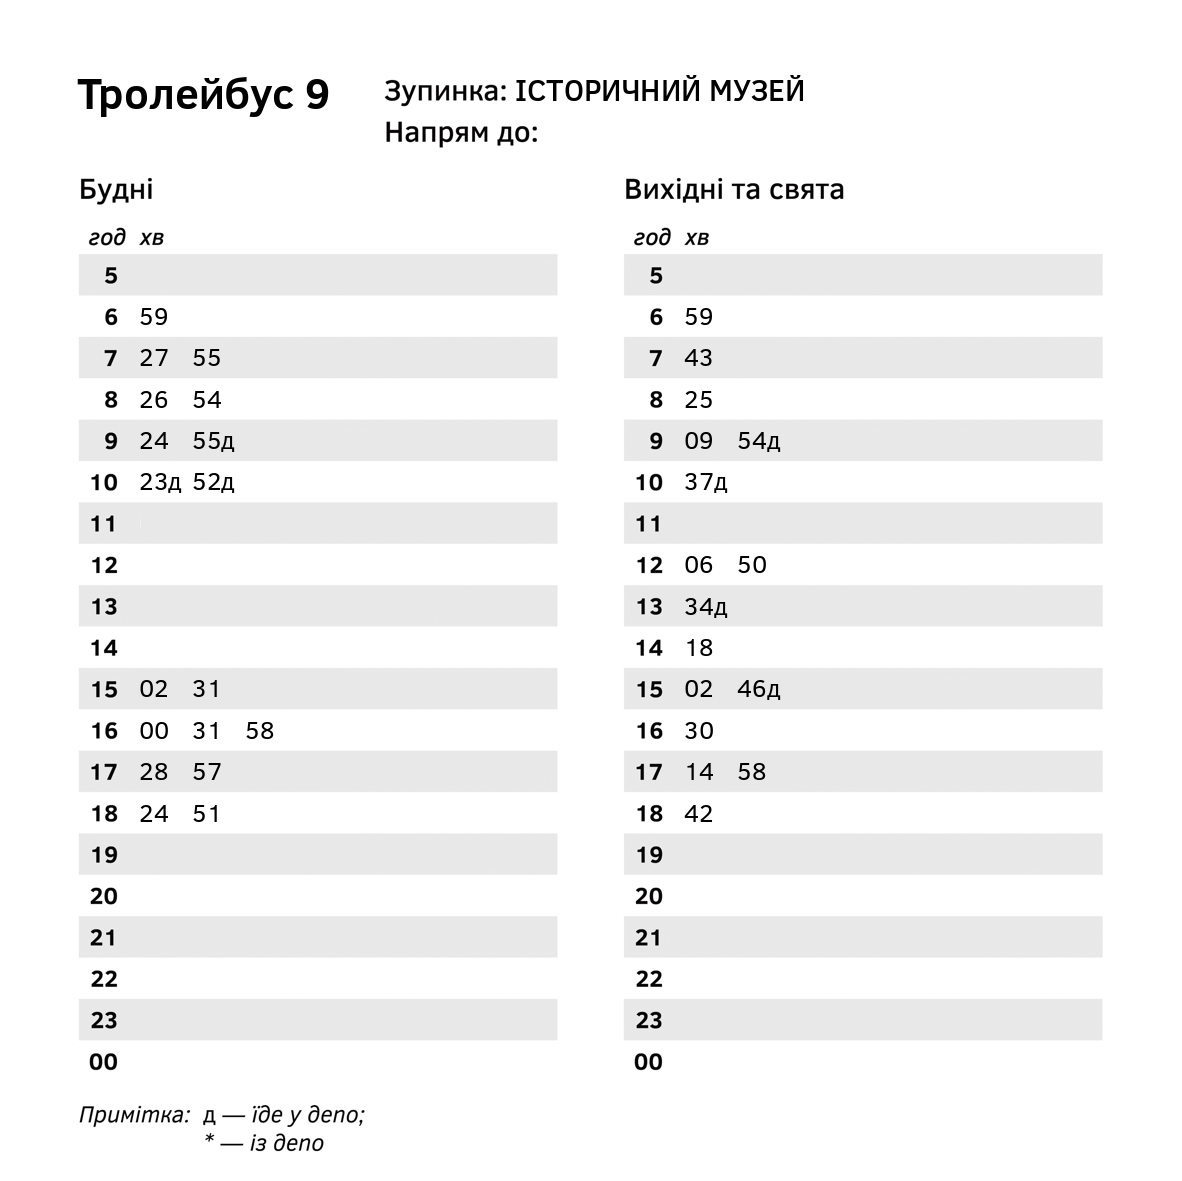 Тролейбус 9
Зупинка: ІСТОРИЧНИЙ МУЗЕЙ
Напрям до:
Будні
год хв
5
6 59
7 27 55
8 26 54
9 24 55д
10 23д 52д
11
12
13
14
15 02 31
16 00 31 58
17 28 57
18 24 51
19
20
21
22
23
00
Вихідні та свята
год хв
5
6 59
7 43
8 25
9 09 54д
10 37д
11
12 06 50
13 34д
14 18
15 02 46д
16 30
17 14 58
18 42
19
20
21
22
23
00
Примітка: д — їде у депо;
* — із депо